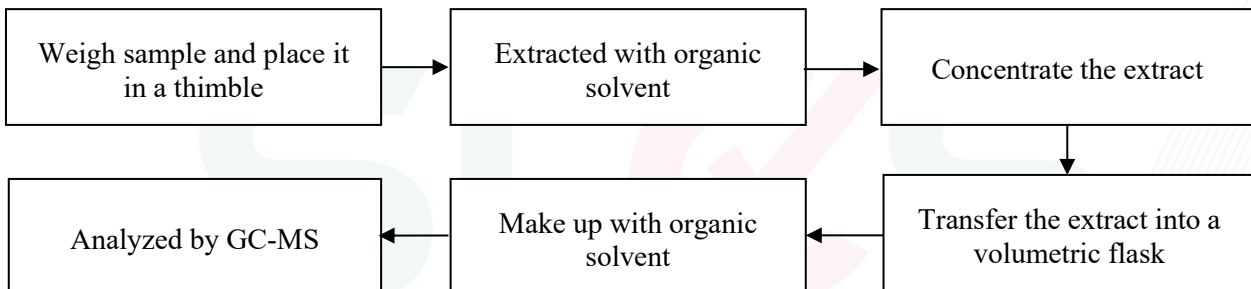 Weigh sample and place it
in a thimble
Extracted with organic
solvent
Concentrate the extract
Transfer the extract into a
volumetric flask
Make up with organic
solvent
Analyzed by GC-MS